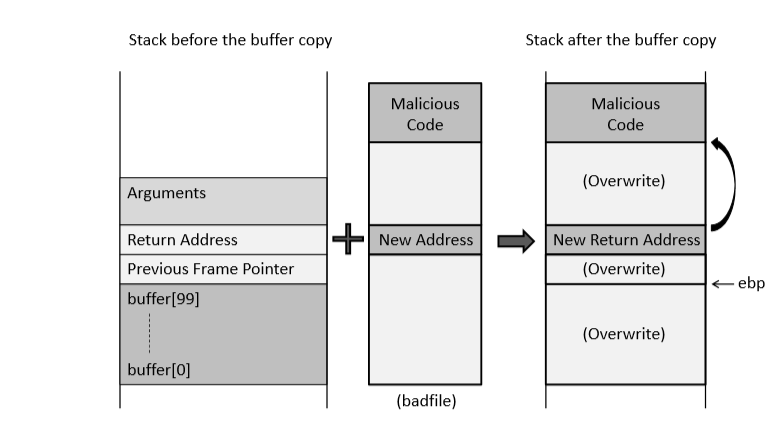 Stack before the buffer copy
Stack after the buffer copy
Arguments
Return Address
Previous Frame Pointer
buffer[99]
buffer[0]
Malicious
Code
New Address
(badfile)
Malicious
Code
(Overwrite)
New Return Address
(Overwrite)
ebp
(Overwrite)